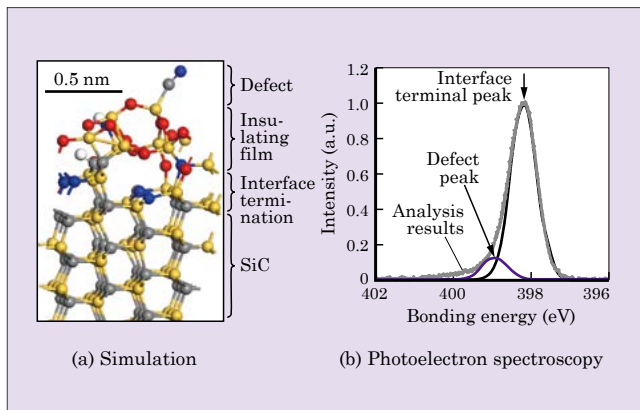 0.5 nm
Defect
Insu-
lating
film
Interface
termi-
nation
SiC
(a) Simulation
Intensity (a.u.)
1.2
1.0
0.8
0.6
0.4
0.2
0
402
400
398
396
Bonding energy (eV)
Interface
terminal peak
Defect
peak
Analysis
results
(b) Photoelectron spectroscopy